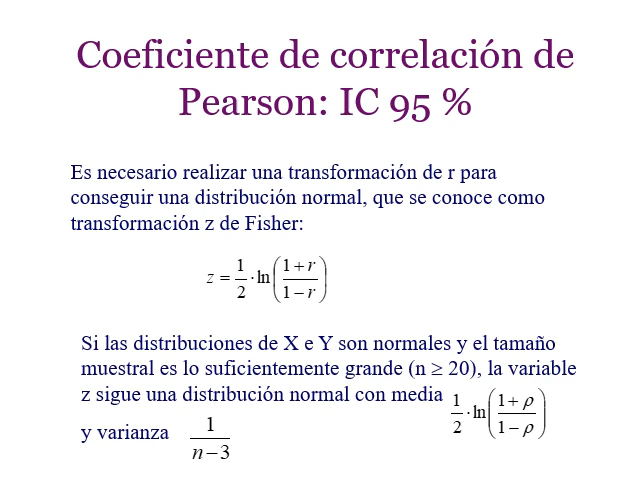 Coeficiente de correlación de
Pearson: IC 95 %
Es necesario realizar una transformación de r para
conseguir una distribución normal, que se conoce como
transformación z de Fisher:
z = 1/2 · ln((1 + r)/(1 − r))
Si las distribuciones de X e Y son normales y el tamaño
muestral es lo suficientemente grande (n ≥ 20), la variable
z sigue una distribución normal con media 1/2 · ln((1 + ρ)/(1 − ρ))
y varianza 1/(n − 3)